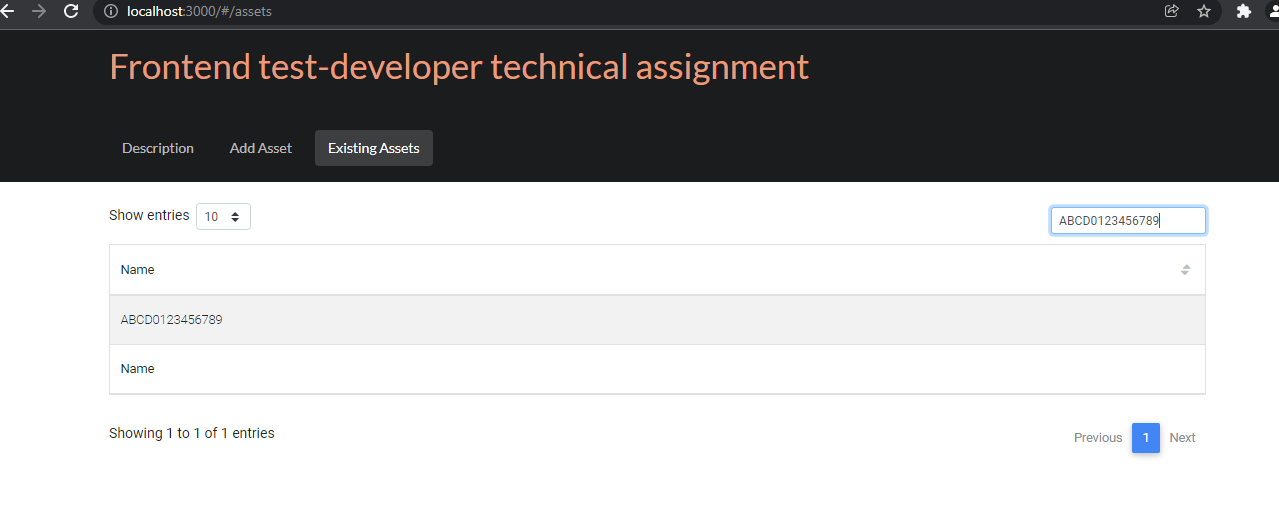 localhost:3000/#/assets
Frontend test-developer technical assignment
Description Add Asset Existing Assets
Show entries 10 ABCD0123456789
Name
ABCD0123456789
Name
Showing 1 to 1 of 1 entries Previous 1 Next